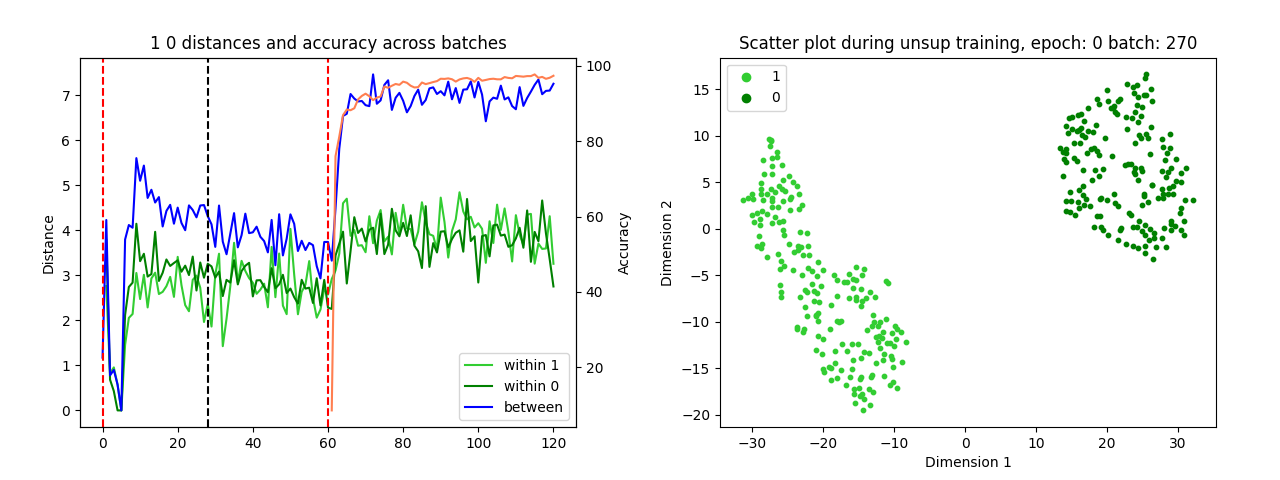 1 0 distances and accuracy across batches
Distance
7
6
5
4
3
2
1
0
0 20 40 60 80 100 120
100
80
60
40
20
Accuracy
within 1
within 0
between
Scatter plot during unsup training, epoch: 0 batch: 270
1
0
Dimension 2
15
10
5
0
−5
−10
−15
−20
−30 −20 −10 0 10 20 30
Dimension 1